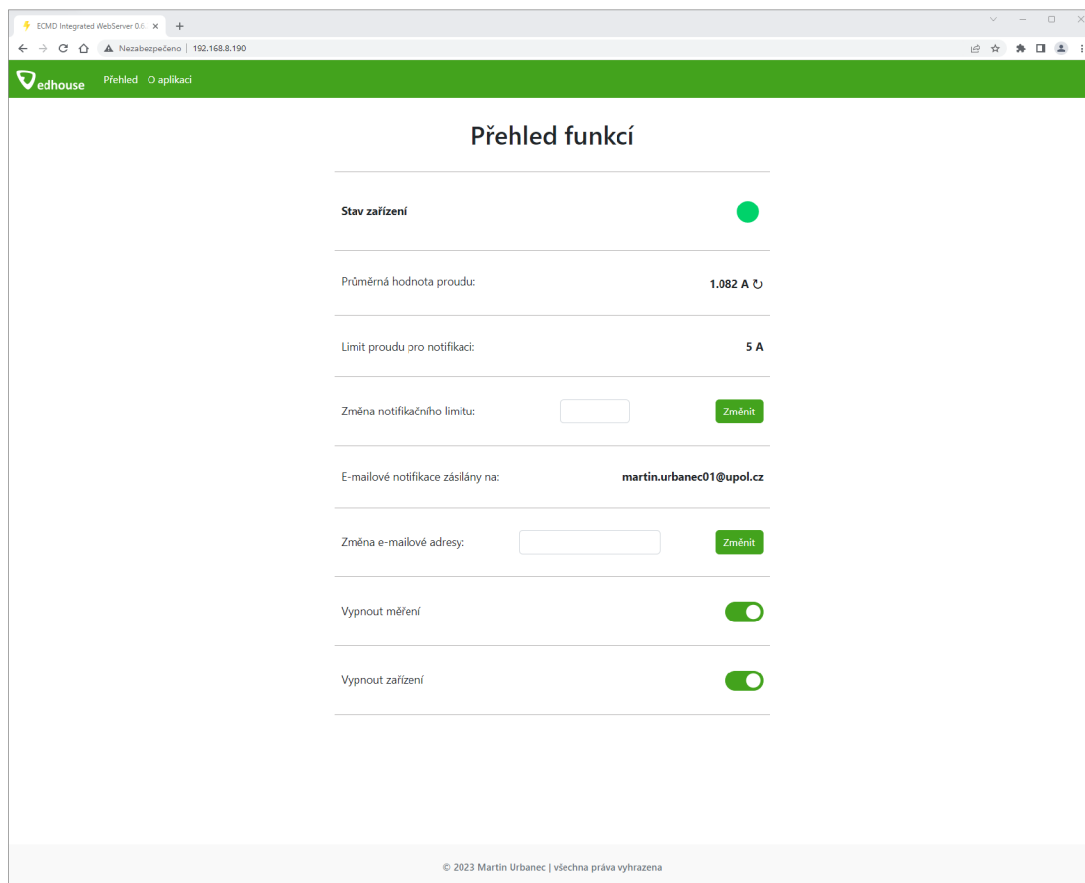 ECMD Integrated WebServer 0.6.
Nezabezpečeno | 192.168.8.190
edhouse Přehled O aplikaci
Přehled funkcí
Stav zařízení
Průměrná hodnota proudu: 1.082 A
Limit proudu pro notifikaci: 5 A
Změna notifikačního limitu: Změnit
E-mailové notifikace zásílány na: martin.urbanec01@upol.cz
Změna e-mailové adresy: Změnit
Vypnout měření
Vypnout zařízení
© 2023 Martin Urbanec | všechna práva vyhrazena